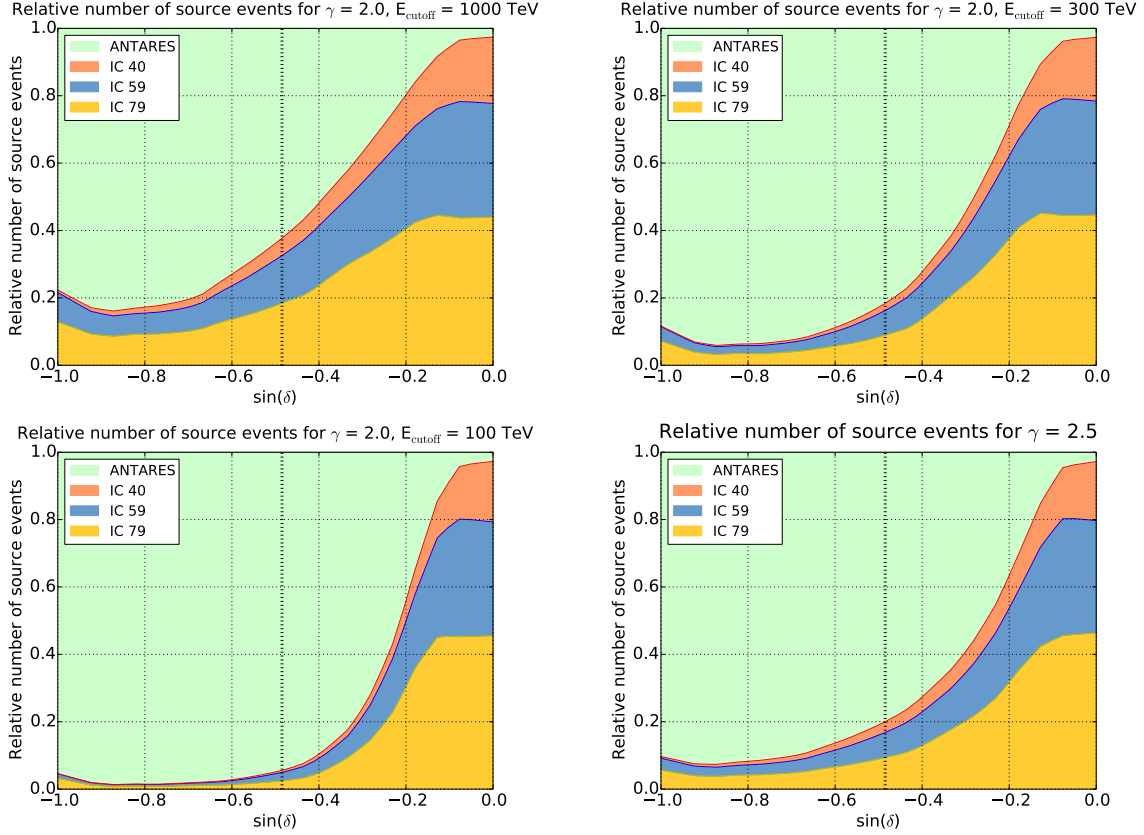 Relative number of source events for γ = 2.0, E_cutoff = 1000 TeV
Relative number of source events
1.0
0.8
0.6
0.4
0.2
0.0
ANTARES
IC 40
IC 59
IC 79
−1.0 −0.8 −0.6 −0.4 −0.2 0.0
sin(δ)
Relative number of source events for γ = 2.0, E_cutoff = 300 TeV
Relative number of source events
1.0
0.8
0.6
0.4
0.2
0.0
ANTARES
IC 40
IC 59
IC 79
−1.0 −0.8 −0.6 −0.4 −0.2 0.0
sin(δ)
Relative number of source events for γ = 2.0, E_cutoff = 100 TeV
Relative number of source events
1.0
0.8
0.6
0.4
0.2
0.0
ANTARES
IC 40
IC 59
IC 79
−1.0 −0.8 −0.6 −0.4 −0.2 0.0
sin(δ)
Relative number of source events for γ = 2.5
Relative number of source events
1.0
0.8
0.6
0.4
0.2
0.0
ANTARES
IC 40
IC 59
IC 79
−1.0 −0.8 −0.6 −0.4 −0.2 0.0
sin(δ)